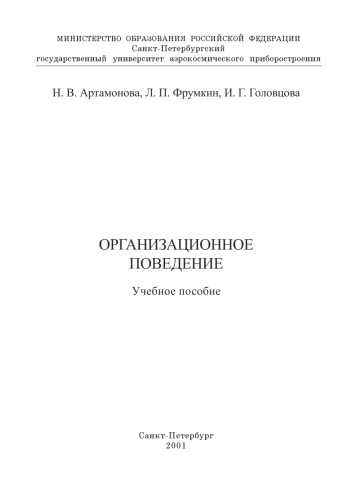 МИНИСТЕРСТВО ОБРАЗОВАНИЯ РОССИЙСКОЙ ФЕДЕРАЦИИ
Санкт-Петербургский
государственный университет аэрокосмического приборостроения
Н. В. Артамонова, Л. П. Фрумкин, И. Г. Головцова
ОРГАНИЗАЦИОННОЕ
ПОВЕДЕНИЕ
Учебное пособие
Санкт-Петербург
2001